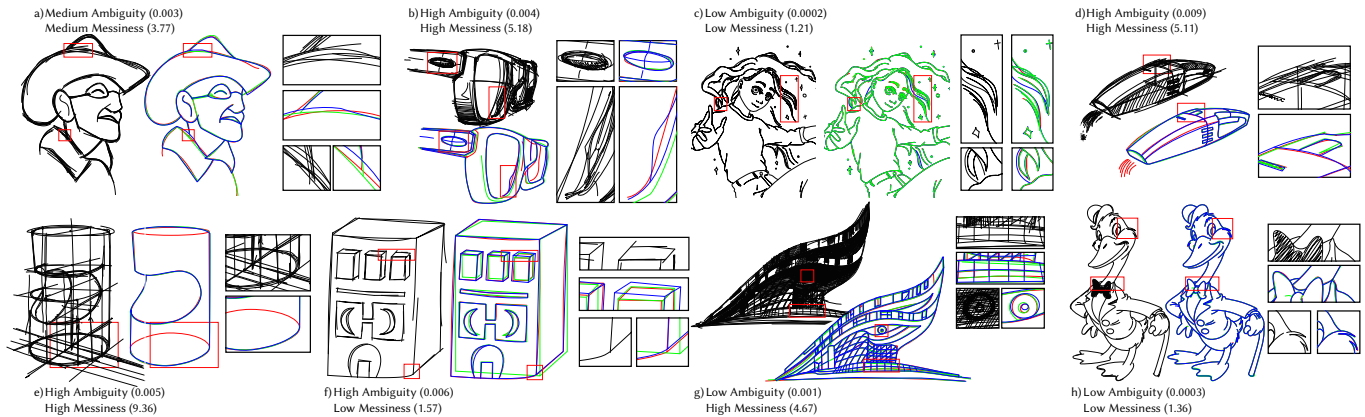 a) Medium Ambiguity (0.003)
Medium Messiness (3.77)
b) High Ambiguity (0.004)
High Messiness (5.18)
c) Low Ambiguity (0.0002)
Low Messiness (1.21)
d) High Ambiguity (0.009)
High Messiness (5.11)
e) High Ambiguity (0.005)
High Messiness (9.36)
f) High Ambiguity (0.006)
Low Messiness (1.57)
g) Low Ambiguity (0.001)
High Messiness (4.67)
h) Low Ambiguity (0.0003)
Low Messiness (1.36)